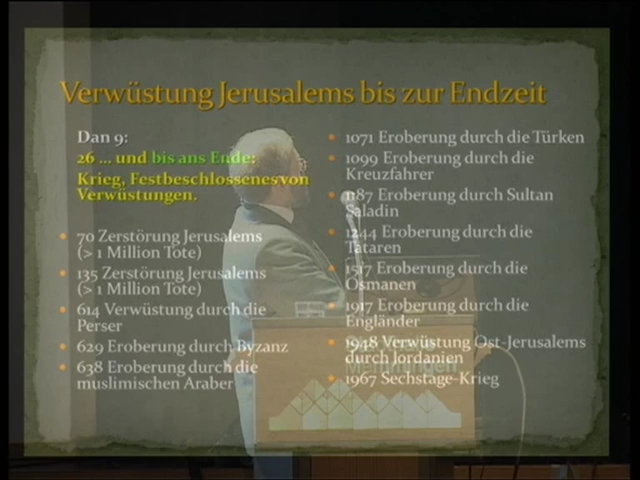 Verwüstung Jerusalems bis zur Endzeit
Dan 9:
26 ... und bis ans Ende:
Krieg, Festbeschlossenes von
Verwüstungen.
70 Zerstörung Jerusalems
(> 1 Million Tote)
135 Zerstörung Jerusalems
(> 1 Million Tote)
614 Verwüstung durch die
Perser
629 Eroberung durch Byzanz
638 Eroberung durch die
muslimischen Araber
1071 Eroberung durch die Türken
1099 Eroberung durch die
Kreuzfahrer
1187 Eroberung durch Sultan
Saladin
1244 Eroberung durch die
Tataren
1517 Eroberung durch die
Osmanen
1917 Eroberung durch die
Engländer
1948 Verwüstung Ost-Jerusalems
durch Jordanien
1967 Sechstage-Krieg
Memmingen